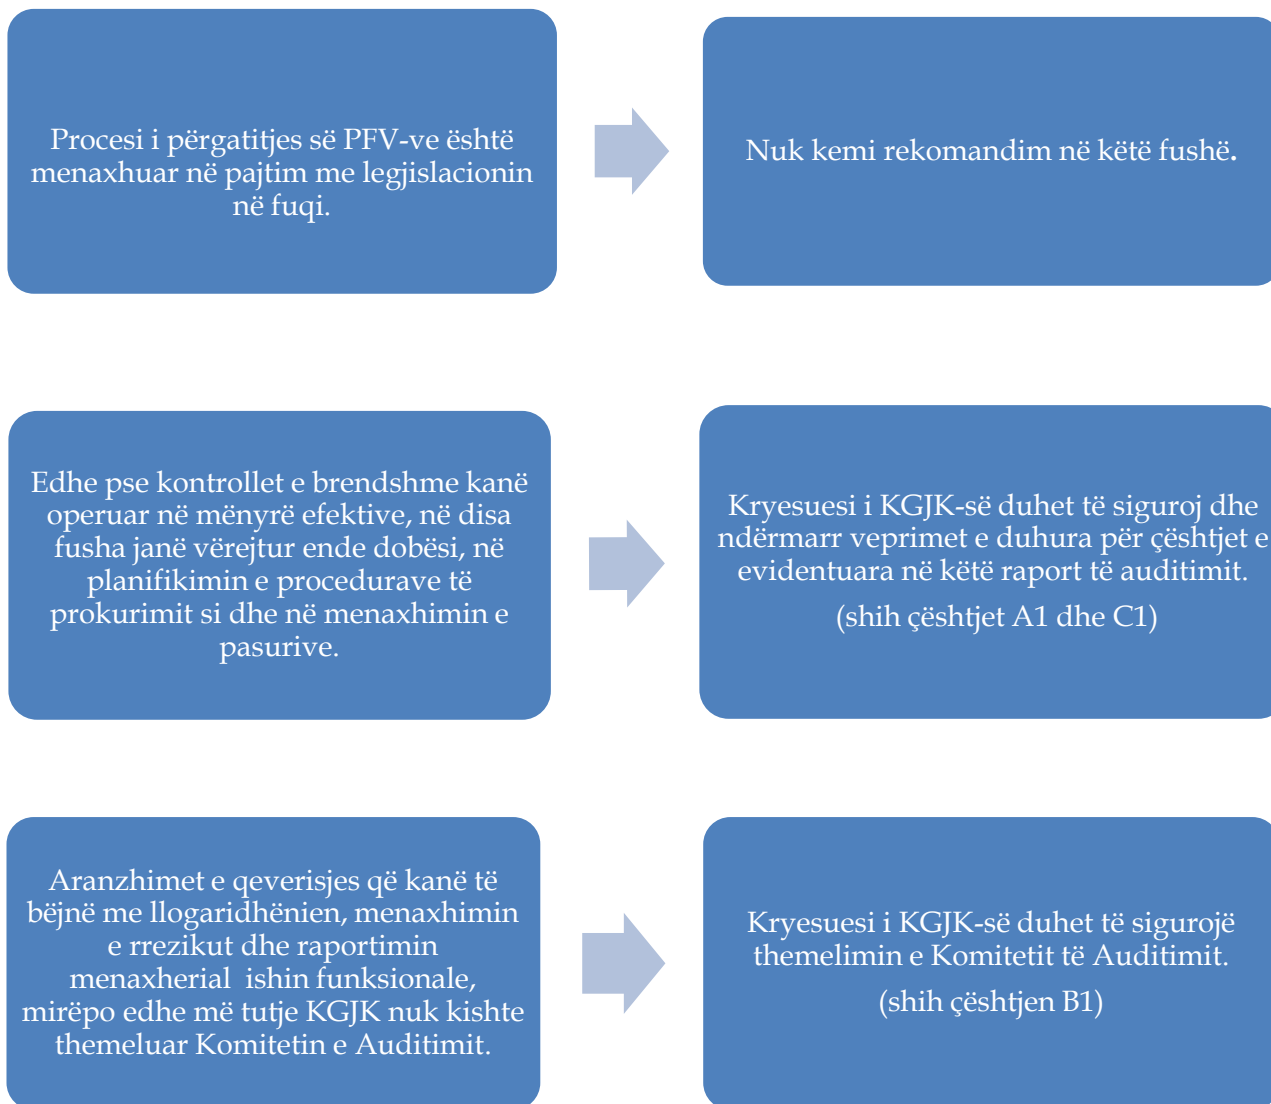 Procesi i përgatitjes së PFV-ve është
menaxhuar në pajtim me legjislacionin
në fuqi.
Nuk kemi rekomandim në këtë fushë.
Edhe pse kontrollet e brendshme kanë
operuar në mënyrë efektive, në disa
fusha janë vërejtur ende dobësi, në
planifikimin e procedurave të
prokurimit si dhe në menaxhimin e
pasurive.
Kryesuesi i KGJK-së duhet të siguroj dhe
ndërmarr veprimet e duhura për çështjet e
evidentuara në këtë raport të auditimit.
(shih çështjet A1 dhe C1)
Aranzhimet e qeverisjes që kanë të
bëjnë me llogaridhënien, menaxhimin
e rrezikut dhe raportimin
menaxherial ishin funksionale,
mirëpo edhe më tutje KGJK nuk kishte
themeluar Komitetin e Auditimit.
Kryesuesi i KGJK-së duhet të sigurojë
themelimin e Komitetit të Auditimit.
(shih çështjen B1)